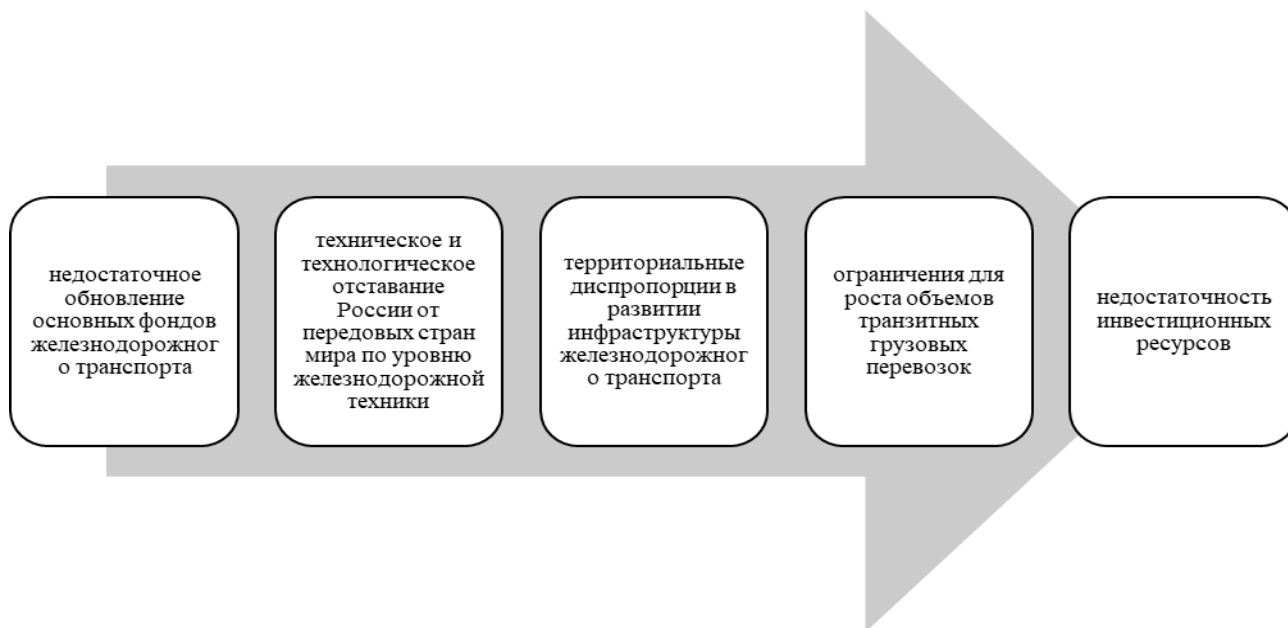 недостаточное
обновление
основных фондов
железнодорожног
о транспорта
техническое и
технологическое
отставание
России от
передовых стран
мира по уровню
железнодорожной
техники
территориальные
диспропорции в
развитии
инфраструктуры
железнодорожног
о транспорта
ограничения для
роста объемов
транзитных
грузовых
перевозок
недостаточность
инвестиционных
ресурсов